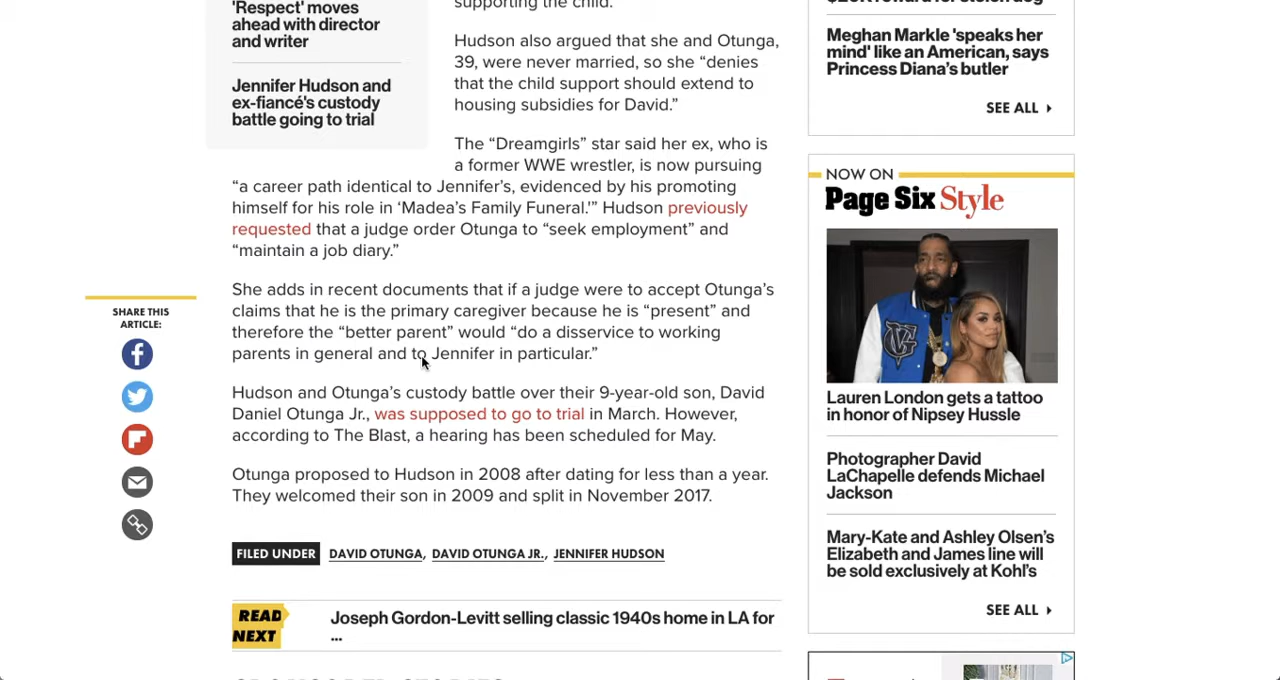 'Respect' moves
ahead with director
and writer
Jennifer Hudson and
ex-fiancé's custody
battle going to trial
supporting the child."
Hudson also argued that she and Otunga,
39, were never married, so she “denies
that the child support should extend to
housing subsidies for David.”
The “Dreamgirls” star said her ex, who is
a former WWE wrestler, is now pursuing
“a career path identical to Jennifer’s, evidenced by his promoting
himself for his role in ‘Madea’s Family Funeral.’” Hudson previously
requested that a judge order Otunga to “seek employment” and
“maintain a job diary.”
She adds in recent documents that if a judge were to accept Otunga’s
claims that he is the primary caregiver because he is “present” and
therefore the “better parent” would “do a disservice to working
parents in general and to Jennifer in particular.”
Hudson and Otunga’s custody battle over their 9-year-old son, David
Daniel Otunga Jr., was supposed to go to trial in March. However,
according to The Blast, a hearing has been scheduled for May.
Otunga proposed to Hudson in 2008 after dating for less than a year.
They welcomed their son in 2009 and split in November 2017.
SHARE THIS
ARTICLE:
FILED UNDER DAVID OTUNGA, DAVID OTUNGA JR., JENNIFER HUDSON
READ
NEXT
Joseph Gordon-Levitt selling classic 1940s home in LA for
...
Meghan Markle 'speaks her
mind' like an American, says
Princess Diana’s butler
SEE ALL
NOW ON
Page Six Style
Lauren London gets a tattoo
in honor of Nipsey Hussle
Photographer David
LaChapelle defends Michael
Jackson
Mary-Kate and Ashley Olsen’s
Elizabeth and James line will
be sold exclusively at Kohl’s
SEE ALL